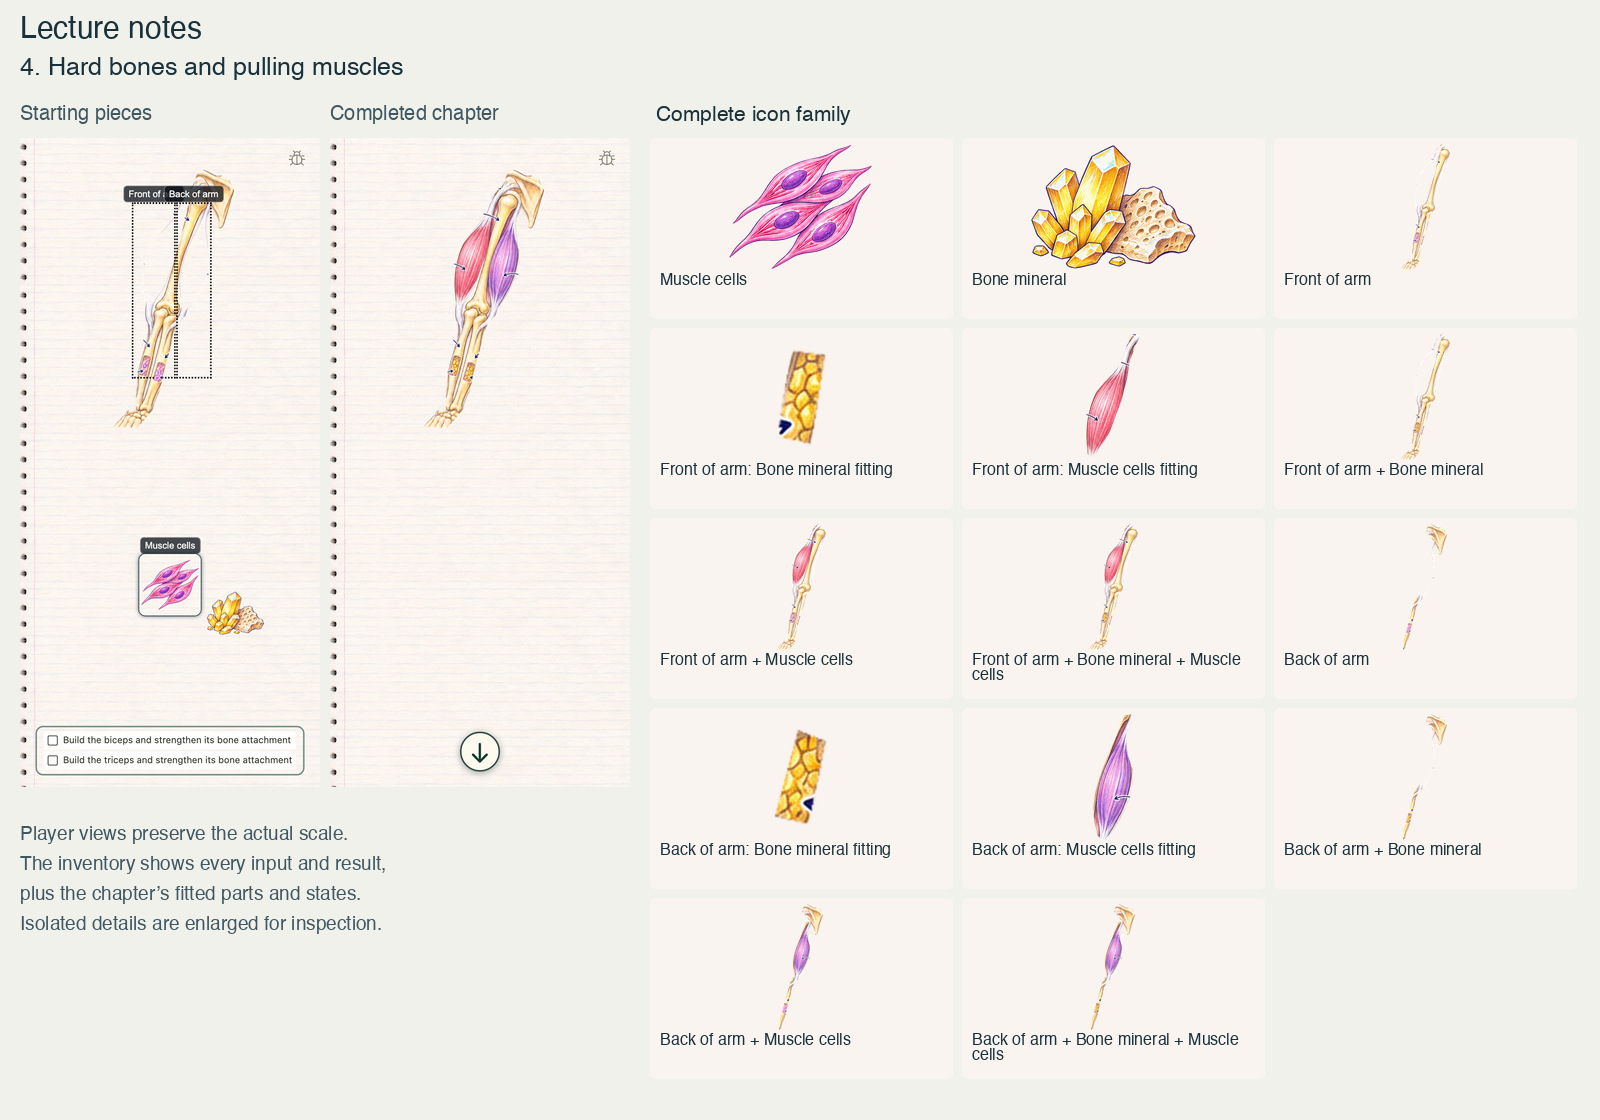 Lecture notes
4. Hard bones and pulling muscles
Starting pieces
Completed chapter
Complete icon family
Front of
Back of arm
Muscle cells
Build the biceps and strengthen its bone attachment
Build the triceps and strengthen its bone attachment
Player views preserve the actual scale.
The inventory shows every input and result,
plus the chapter's fitted parts and states.
Isolated details are enlarged for inspection.
Muscle cells
Bone mineral
Front of arm
Front of arm: Bone mineral fitting
Front of arm: Muscle cells fitting
Front of arm + Bone mineral
Front of arm + Muscle cells
Front of arm + Bone mineral + Muscle
cells
Back of arm
Back of arm: Bone mineral fitting
Back of arm: Muscle cells fitting
Back of arm + Bone mineral
Back of arm + Muscle cells
Back of arm + Bone mineral + Muscle
cells